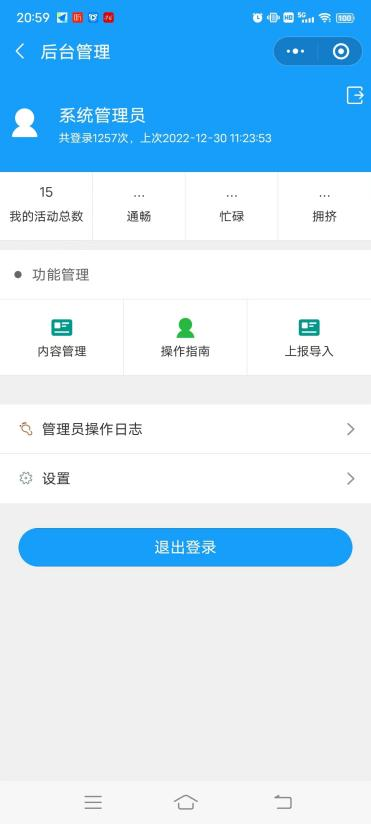 20:59
后台管理
系统管理员
共登录1257次，上次2022-12-30 11:23:53
15 ... ... ...
我的活动总数 通畅 忙碌 拥挤
功能管理
内容管理 操作指南 上报导入
管理员操作日志
设置
退出登录